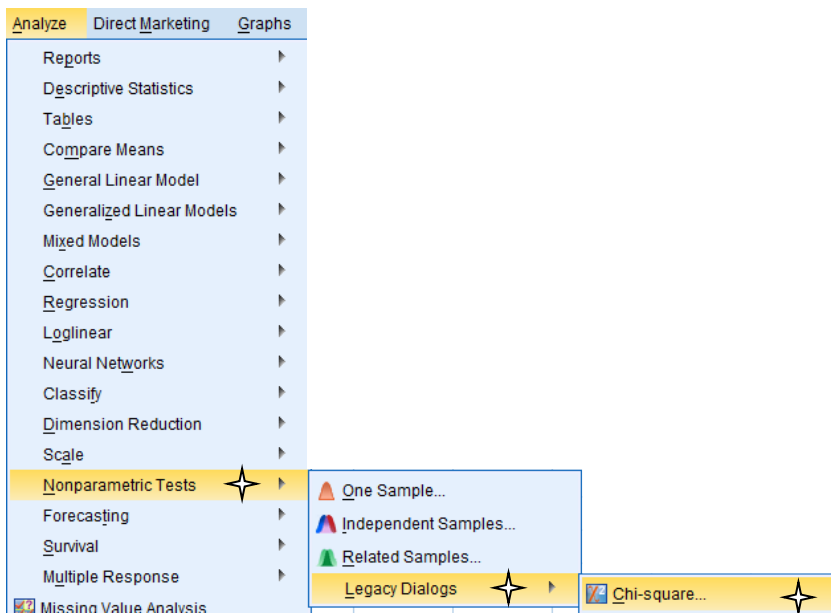 Analyze Direct Marketing Graphs
Reports
Descriptive Statistics
Tables
Compare Means
General Linear Model
Generalized Linear Models
Mixed Models
Correlate
Regression
Loglinear
Neural Networks
Classify
Dimension Reduction
Scale
Nonparametric Tests
One Sample...
Forecasting
Independent Samples...
Survival
Related Samples...
Multiple Response
Legacy Dialogs
Chi-square...
Missing Value Analysis